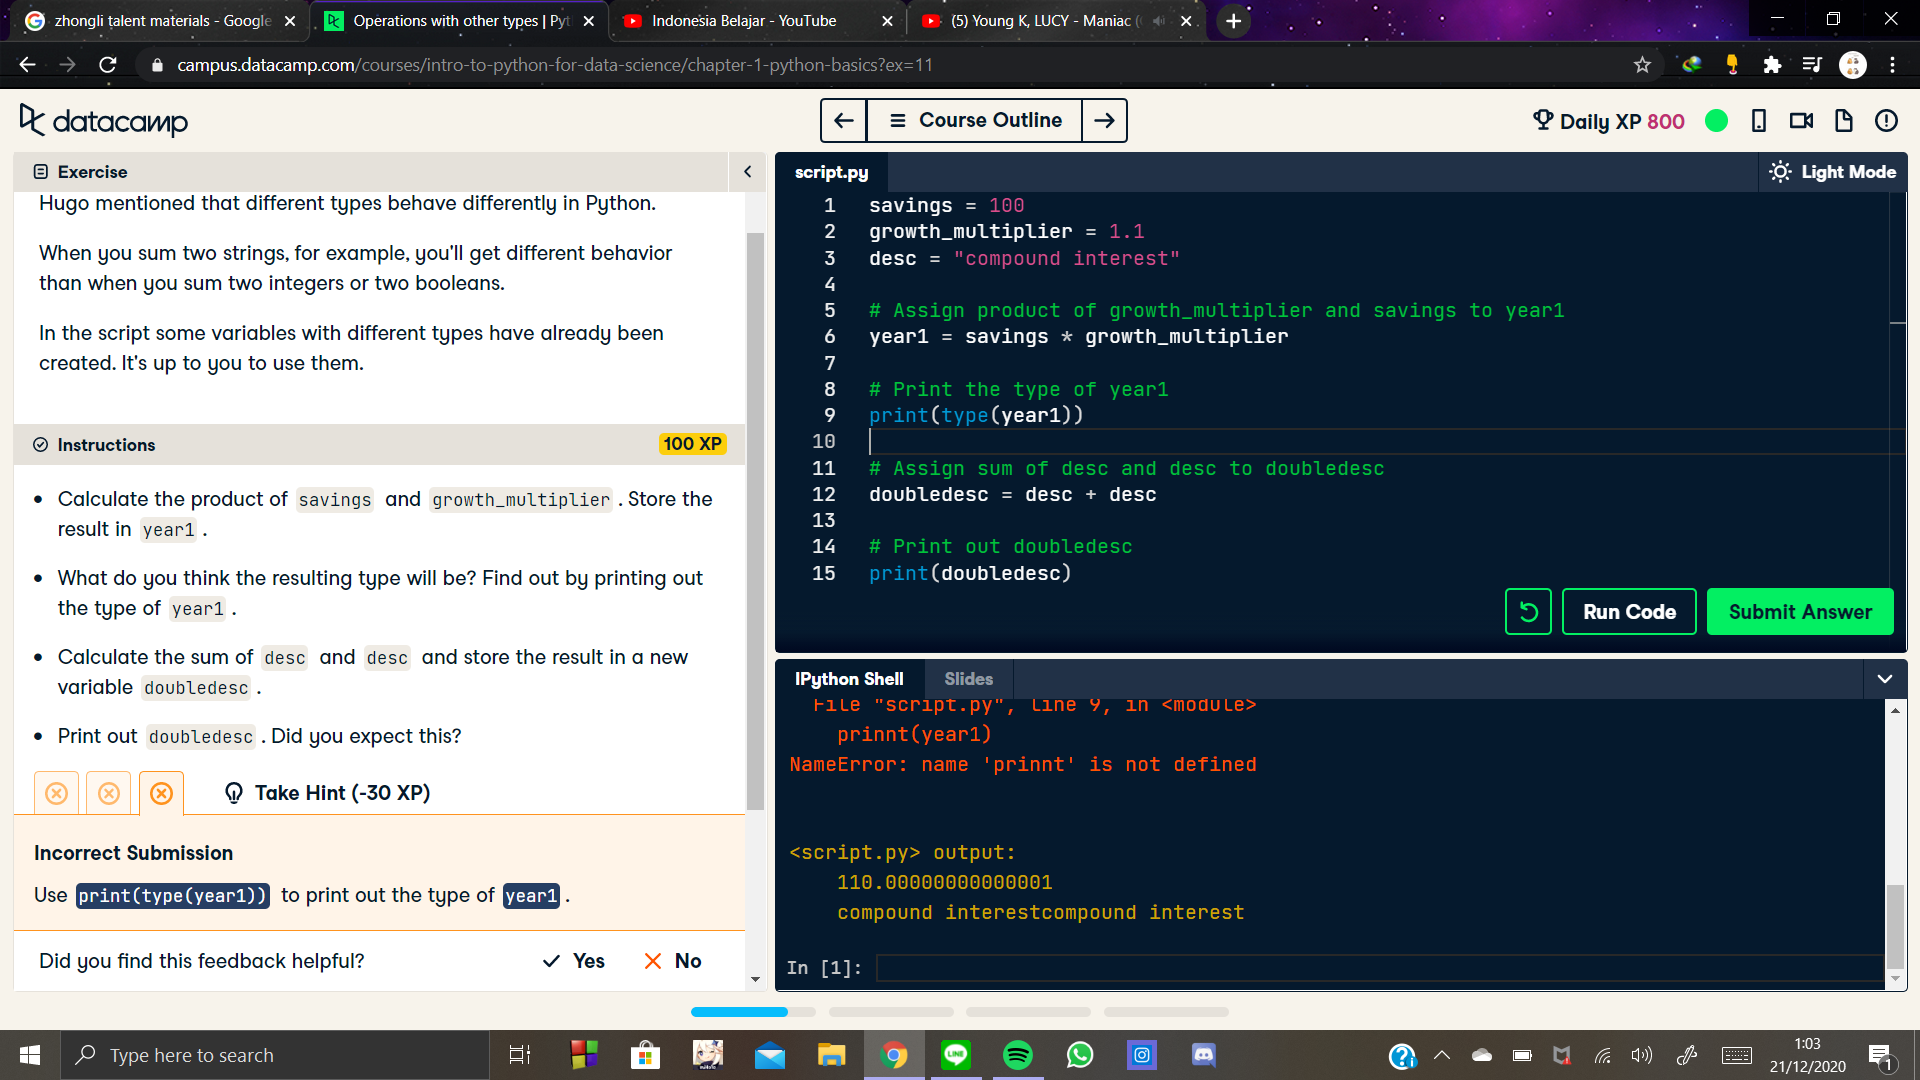 zhongli talent materials - Google
Operations with other types | Pyt
Indonesia Belajar - YouTube
(5) Young K, LUCY - Maniac (
campus.datacamp.com/courses/intro-to-python-for-data-science/chapter-1-python-basics?ex=11
datacamp
Course Outline
Daily XP 800
Exercise
Hugo mentioned that different types behave differently in Python.
When you sum two strings, for example, you'll get different behavior
than when you sum two integers or two booleans.
In the script some variables with different types have already been
created. It's up to you to use them.
Instructions
100 XP
• Calculate the product of savings and growth_multiplier . Store the
result in year1 .
• What do you think the resulting type will be? Find out by printing out
the type of year1 .
• Calculate the sum of desc and desc and store the result in a new
variable doubledesc .
• Print out doubledesc . Did you expect this?
Take Hint (-30 XP)
Incorrect Submission
Use print(type(year1)) to print out the type of year1 .
Did you find this feedback helpful?
Yes
No
script.py
Light Mode
1 savings = 100
2 growth_multiplier = 1.1
3 desc = "compound interest"
4
5 # Assign product of growth_multiplier and savings to year1
6 year1 = savings * growth_multiplier
7
8 # Print the type of year1
9 print(type(year1))
10
11 # Assign sum of desc and desc to doubledesc
12 doubledesc = desc + desc
13
14 # Print out doubledesc
15 print(doubledesc)
Run Code
Submit Answer
IPython Shell
Slides
File "script.py", line 9, in <module>
prinnt(year1)
NameError: name 'prinnt' is not defined
<script.py> output:
110.00000000000001
compound interestcompound interest
In [1]:
Type here to search
LINE
1:03
21/12/2020
1